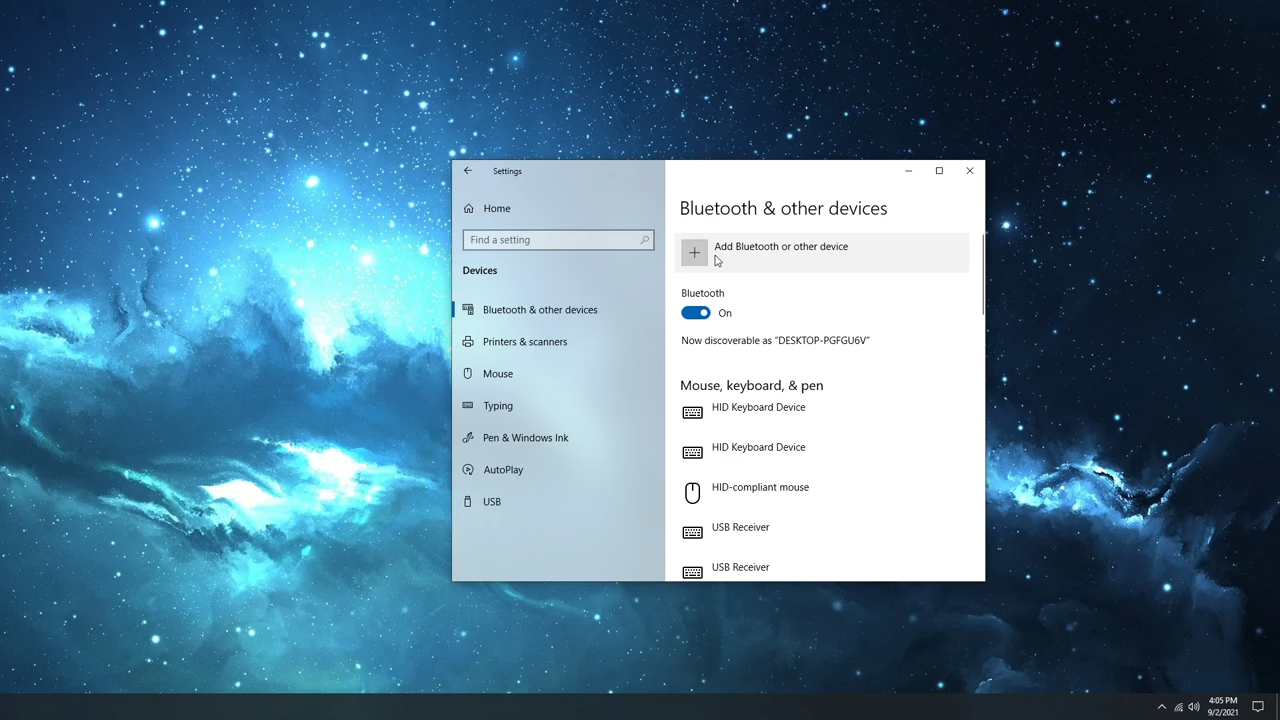 Settings
Home
Find a setting
Devices
Bluetooth & other devices
Printers & scanners
Mouse
Typing
Pen & Windows Ink
AutoPlay
USB
Bluetooth & other devices
Add Bluetooth or other device
Bluetooth
On
Now discoverable as "DESKTOP-PGFGU6V"
Mouse, keyboard, & pen
HID Keyboard Device
HID Keyboard Device
HID-compliant mouse
USB Receiver
USB Receiver
4:05 PM
9/2/2021